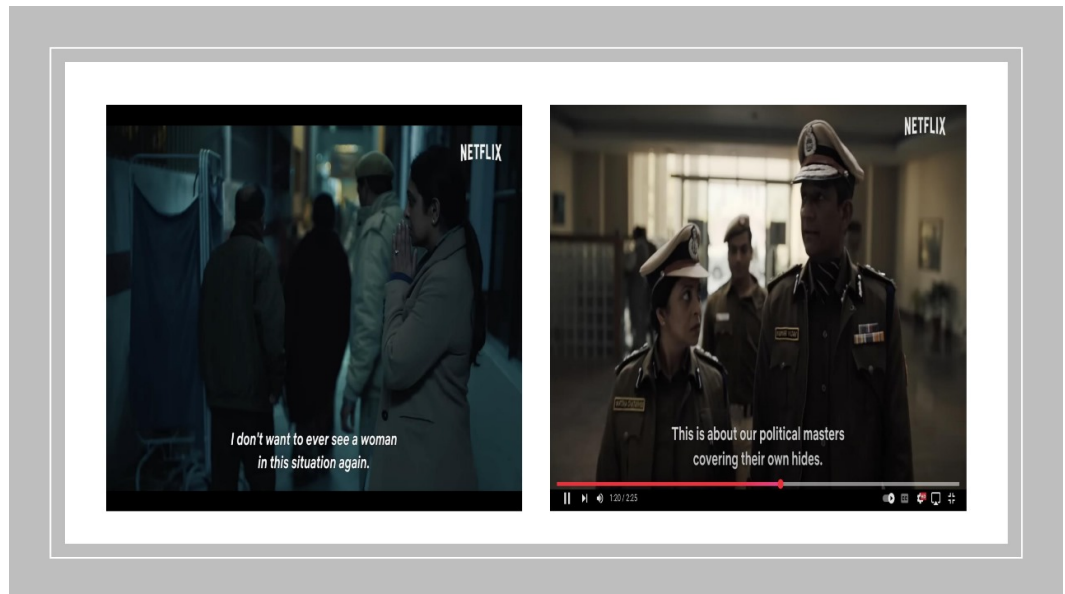 NETFLIX
I don't want to ever see a woman
in this situation again.
NETFLIX
This is about our political masters
covering their own hides.
1:20 / 2:25